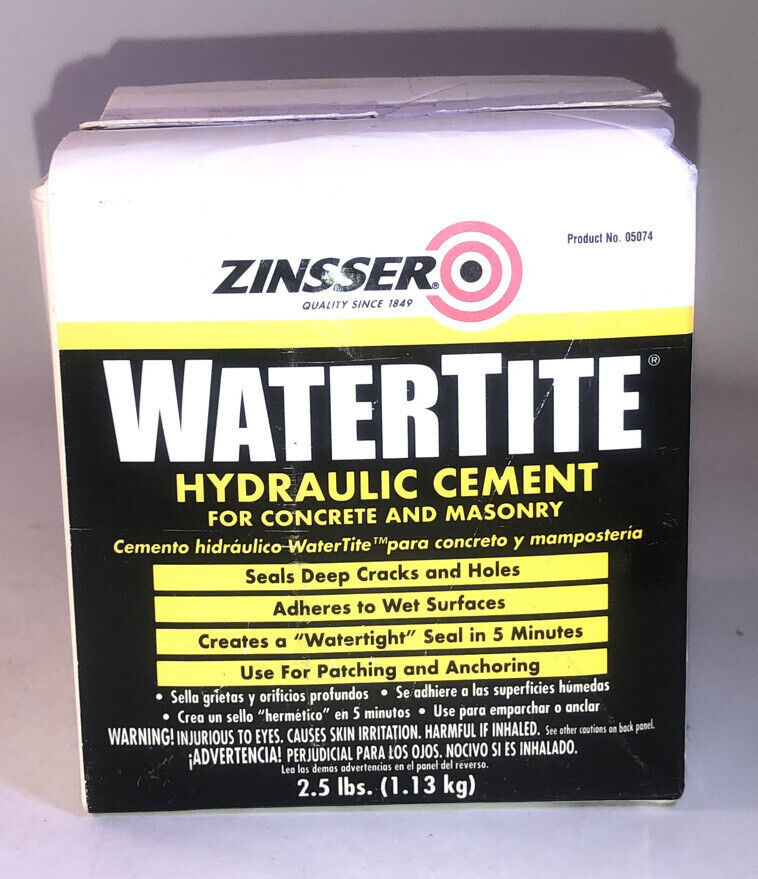 Product No. 05074
ZINSSER®
QUALITY SINCE 1849
WATERTITE®
HYDRAULIC CEMENT
FOR CONCRETE AND MASONRY
Cemento hidráulico WaterTite™ para concreto y mampostería
Seals Deep Cracks and Holes
Adheres to Wet Surfaces
Creates a "Watertight" Seal in 5 Minutes
Use For Patching and Anchoring
• Sella grietas y orificios profundos • Se adhiere a las superficies húmedas
• Crea un sello "hermético" en 5 minutos • Use para emparchar o anclar
WARNING! INJURIOUS TO EYES. CAUSES SKIN IRRITATION. HARMFUL IF INHALED. See other cautions on back panel.
¡ADVERTENCIA! PERJUDICIAL PARA LOS OJOS. NOCIVO SI ES INHALADO.
Lea las demás advertencias en el panel del reverso.
2.5 lbs. (1.13 kg)